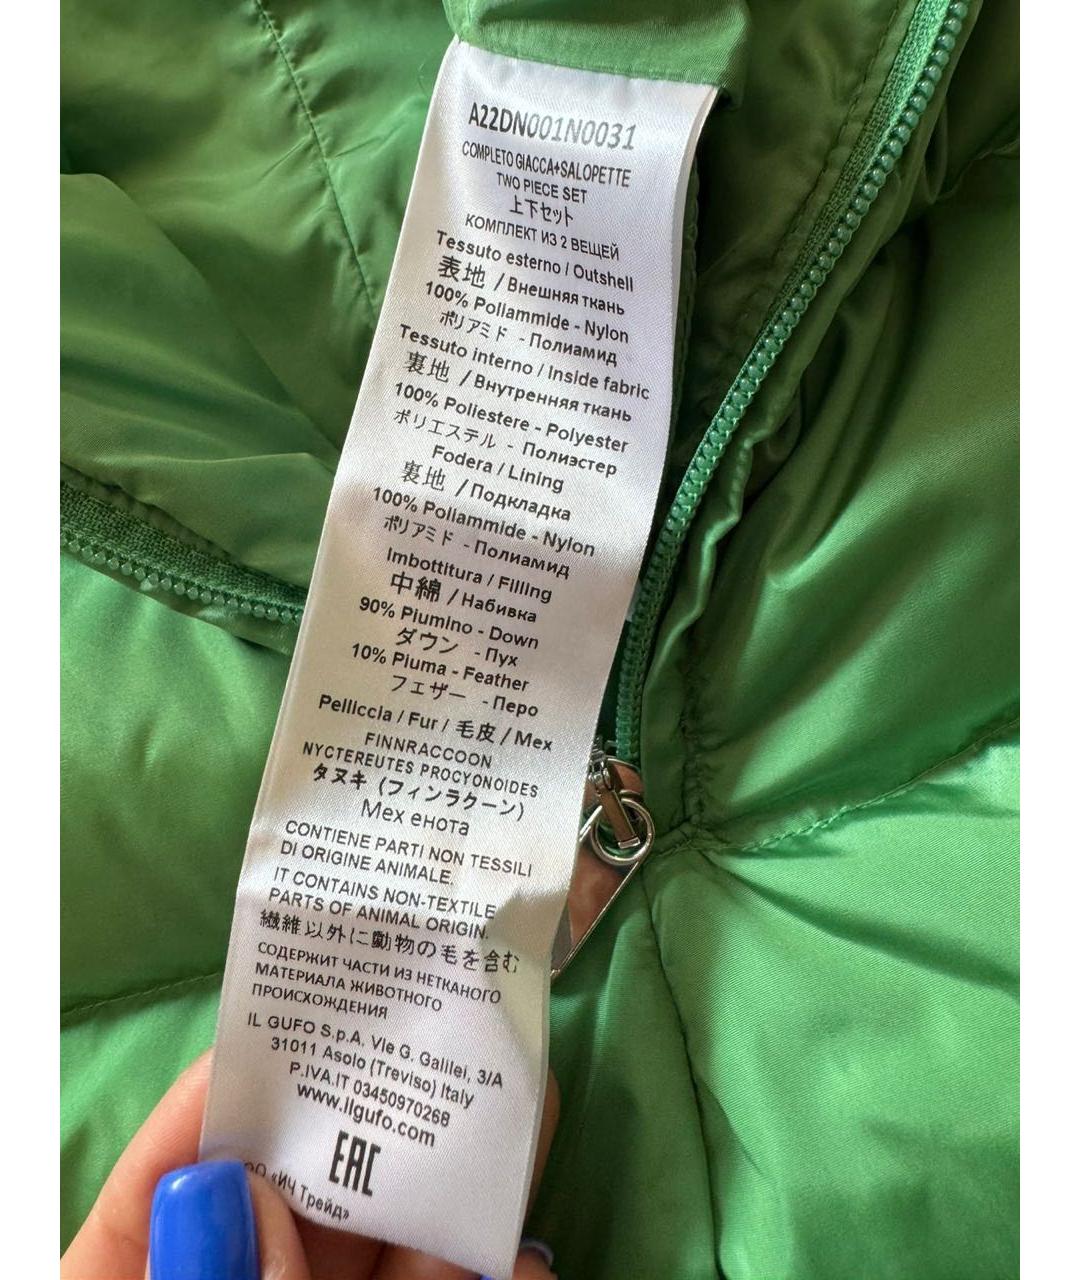 A22DN001N0031
COMPLETO GIACCA+SALOPETTE
TWO PIECE SET
上下セット
КОМПЛЕКТ ИЗ 2 ВЕЩЕЙ
Tessuto esterno / Outshell
表地 / Внешняя ткань
100% Poliammide - Nylon
ポリアミド - Полиамид
Tessuto interno / Inside fabric
裏地 / Внутренняя ткань
100% Poliestere - Polyester
ポリエステル - Полиэстер
Fodera / Lining
裏地 / Подкладка
100% Poliammide - Nylon
ポリアミド - Полиамид
Imbottitura / Filling
中綿 / Набивка
90% Piumino - Down
ダウン - Пух
10% Piuma - Feather
フェザー - Перо
Pelliccia / Fur / 毛皮 / Мех
FINNRACCOON
NYCTEREUTES PROCYONOIDES
タヌキ (フィンラクーン)
Мех енота
CONTIENE PARTI NON TESSILI
DI ORIGINE ANIMALE.
IT CONTAINS NON-TEXTILE
PARTS OF ANIMAL ORIGIN.
繊維以外に動物の毛を含む
СОДЕРЖИТ ЧАСТИ ИЗ НЕТКАНОГО
МАТЕРИАЛА ЖИВОТНОГО
ПРОИСХОЖДЕНИЯ
IL GUFO S.p.A. Vie G. Galilei, 3/A
31011 Asolo (Treviso) Italy
P.IVA.IT 03450970268
www.ilgufo.com
EAC
«ИЧ Трейд»